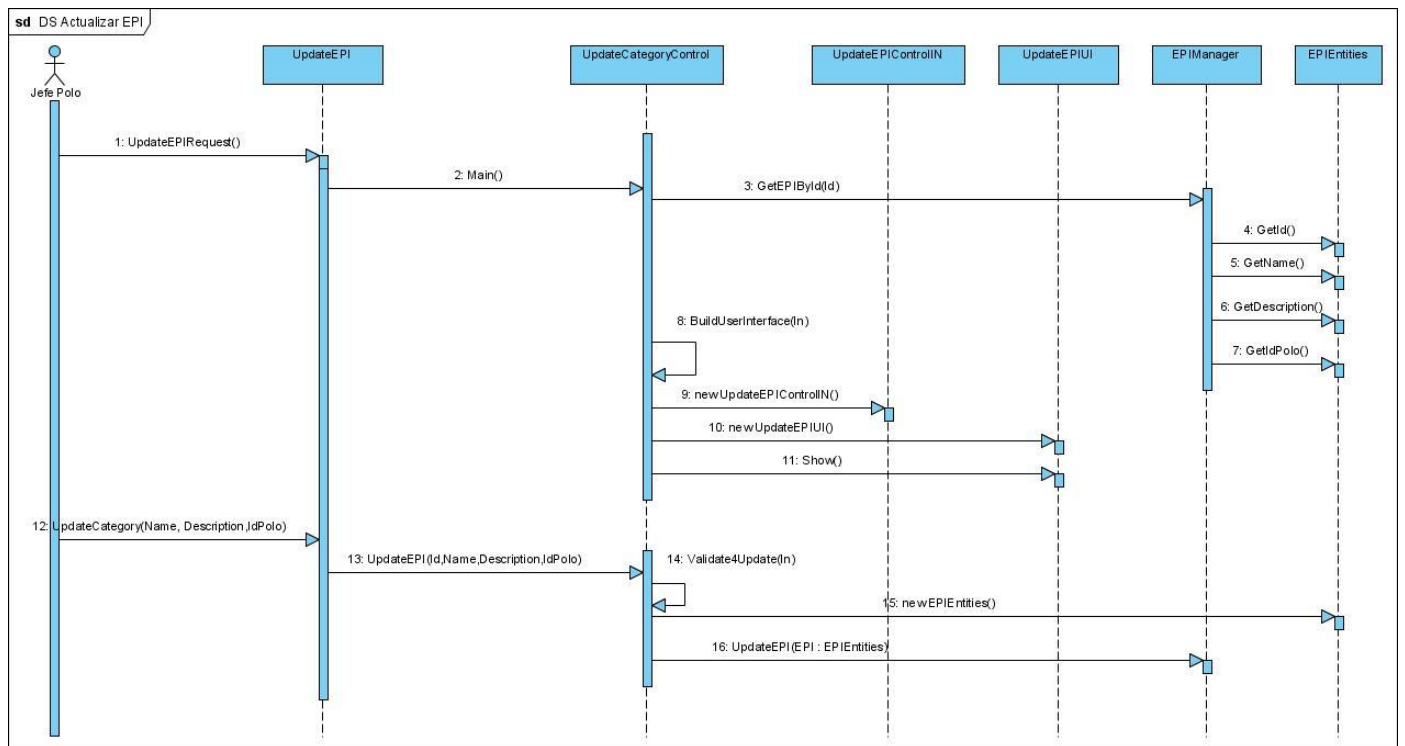 sd DS Actualizar EPI
Jefe Polo
UpdateEPI
UpdateCategoryControl
UpdateEPIControlIN
UpdateEPIUI
EPIManager
EPIEntities
1: UpdateEPIRequest()
2: Main()
3: GetEPIById(Id)
4: GetId()
5: GetName()
6: GetDescription()
7: GetIdPolo()
8: BuildUserInterface(In)
9: newUpdateEPIControlIN()
10: newUpdateEPIUI()
11: Show()
12: UpdateCategory(Name, Description,IdPolo)
13: UpdateEPI(Id,Name,Description,IdPolo)
14: Validate4Update(In)
15: newEPIEntities()
16: UpdateEPI(EPI : EPIEntities)